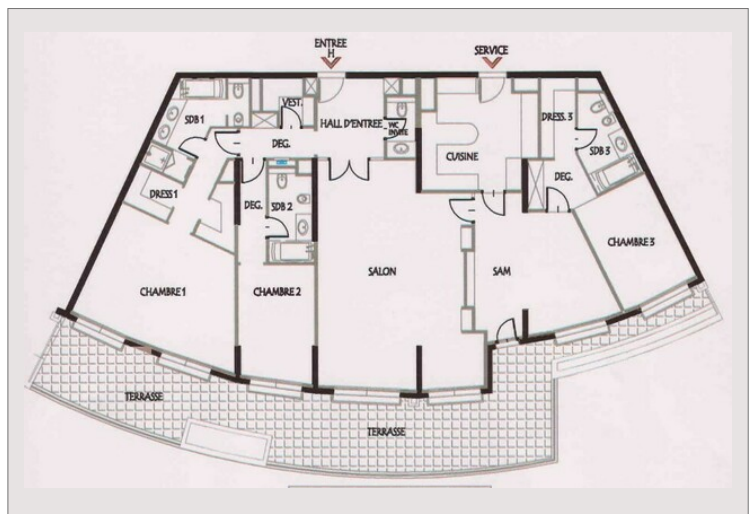 ENTREE
H
SERVICE
SDB 1
VEST.
HALL D'ENTREE
WC
INVITE
DRESS. 3
DEG.
CUISINE
SDB 3
DRESS 1
DEG.
SDB 2
DEG.
CHAMBRE 1
CHAMBRE 2
SALON
SAM
CHAMBRE 3
TERRASSE
TERRASSE